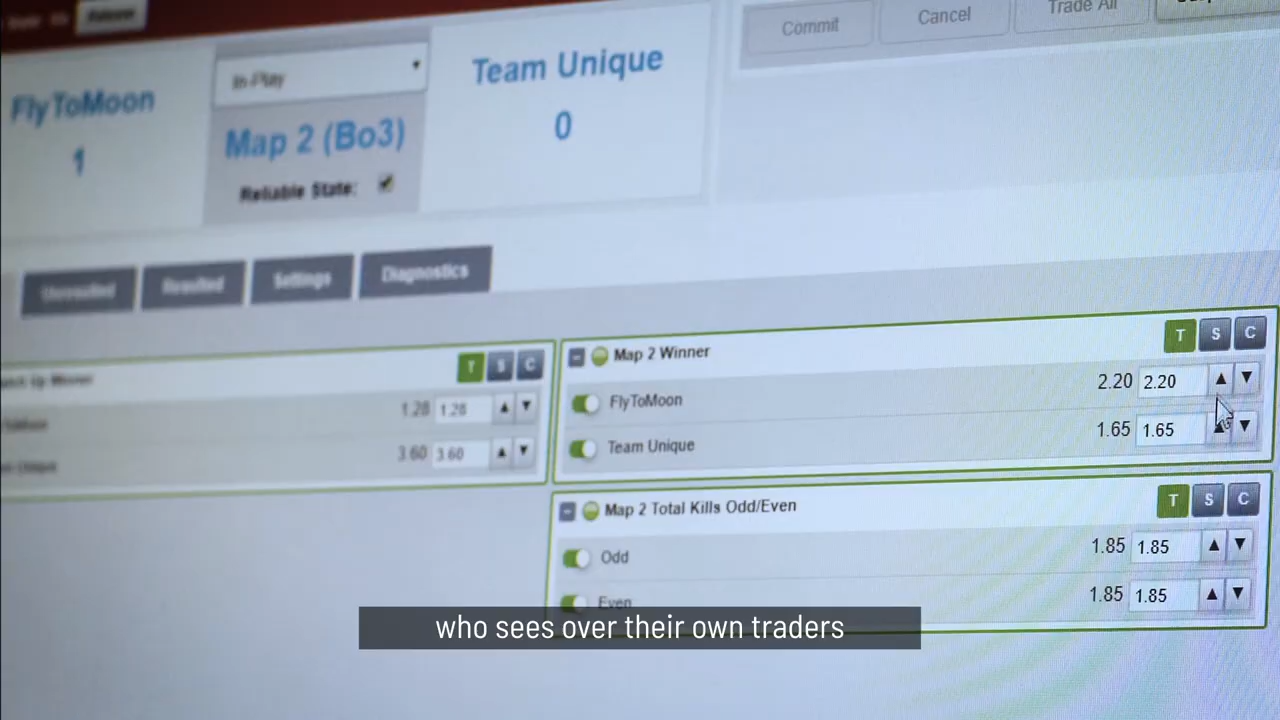 Release
Commit
Cancel
Trade All
FlyToMoon
1
In-Play
Map 2 (Bo3)
Reliable State:
Team Unique
0
Unresulted
Resulted
Settings
Diagnostics
Winner
T S C
1.28 1.28
3.60 3.60
Map 2 Winner
T S C
FlyToMoon 2.20 2.20
Team Unique 1.65 1.65
Map 2 Total Kills Odd/Even
T S C
Odd 1.85 1.85
Even 1.85 1.85
who sees over their own traders